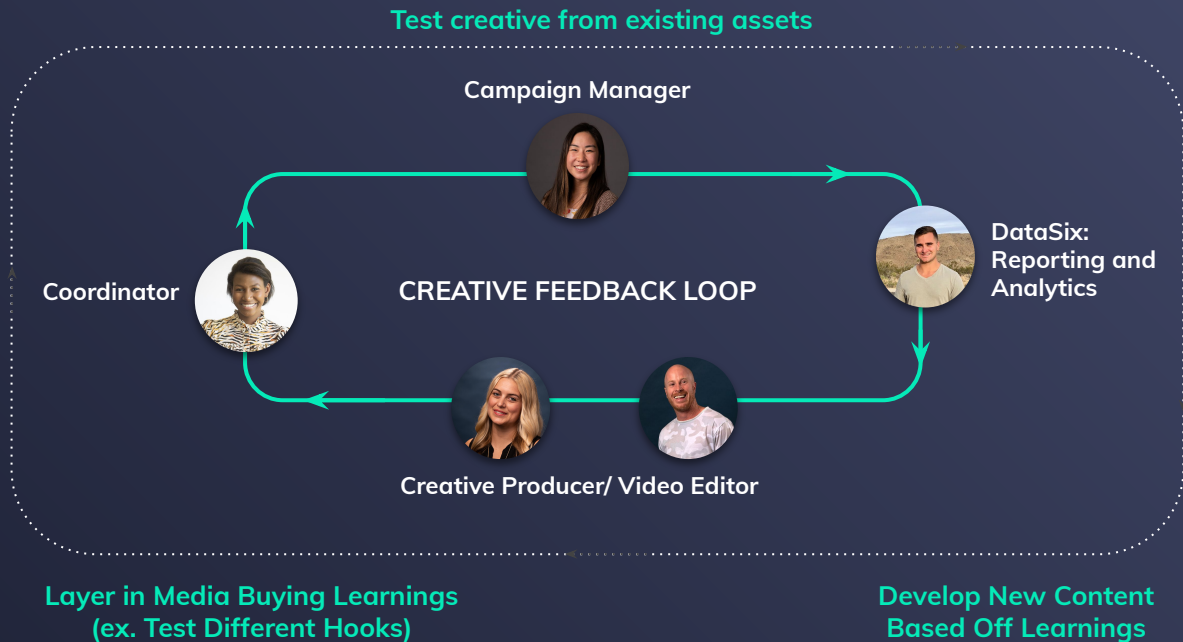 Test creative from existing assets
Campaign Manager
DataSix:
Reporting and
Analytics
Coordinator
CREATIVE FEEDBACK LOOP
Creative Producer/ Video Editor
Layer in Media Buying Learnings
(ex. Test Different Hooks)
Develop New Content
Based Off Learnings